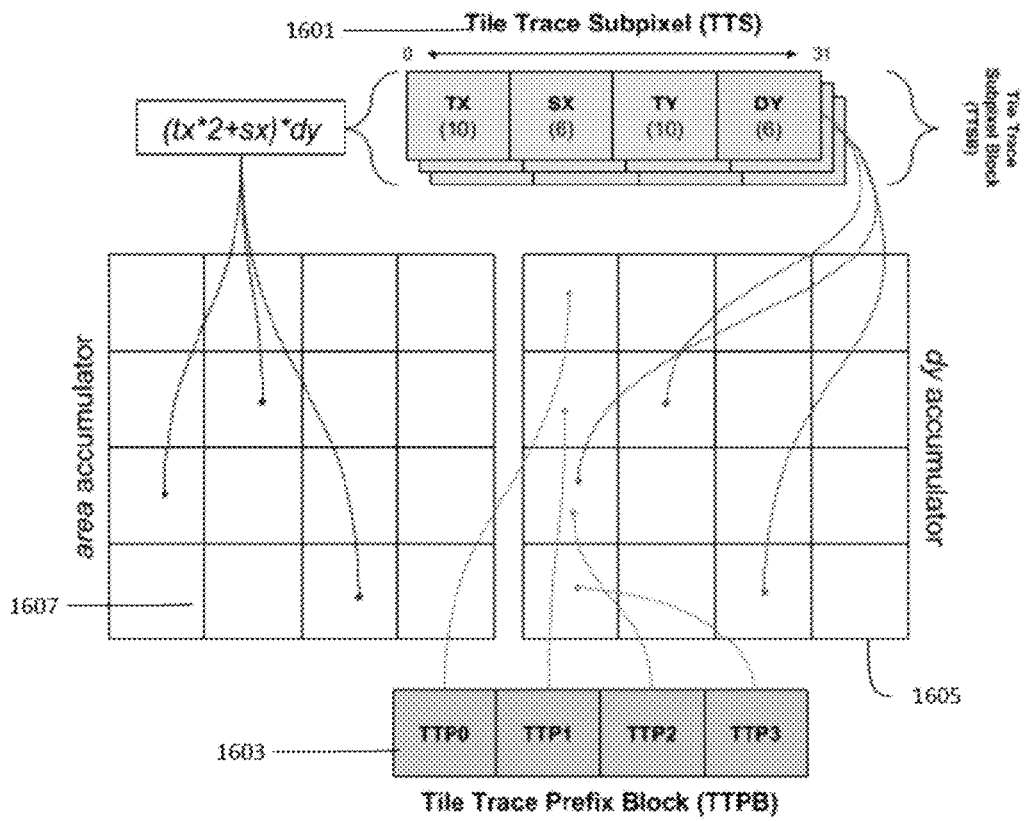 Tile Trace Subpixel (TTS)
1601
0
31
TX
(10)
SX
(6)
TY
(10)
DY
(6)
Tile Trace
Subpixel Block
(TTSB)
(tx*2+sx)*dy
area accumulator
dy accumulator
1607
1605
TTP0
TTP1
TTP2
TTP3
1603
Tile Trace Prefix Block (TTPB)